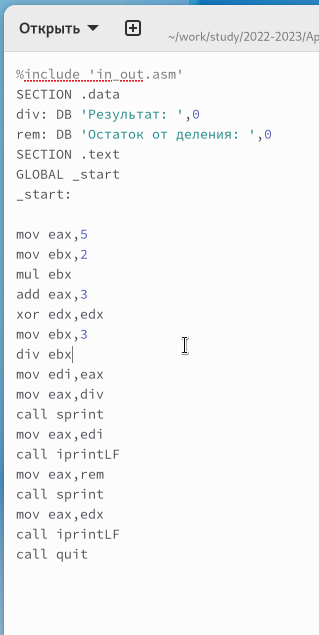 Открыть
~/work/study/2022-2023/Ар
%include 'in_out.asm'
SECTION .data
div: DB 'Результат: ',0
rem: DB 'Остаток от деления: ',0
SECTION .text
GLOBAL _start
_start:
mov eax,5
mov ebx,2
mul ebx
add eax,3
xor edx,edx
mov ebx,3
div ebx
mov edi,eax
mov eax,div
call sprint
mov eax,edi
call iprintLF
mov eax,rem
call sprint
mov eax,edx
call iprintLF
call quit